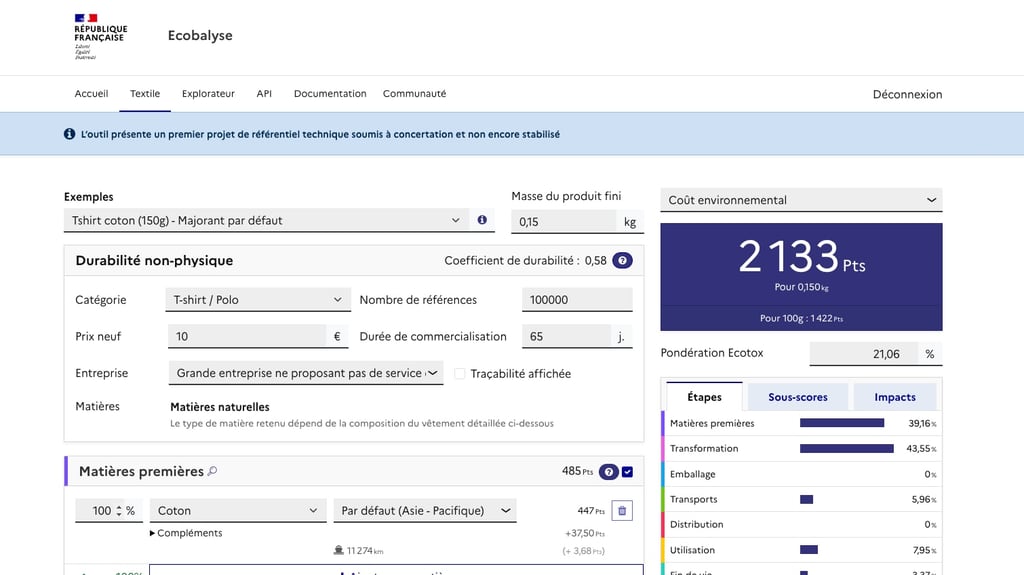 RÉPUBLIQUE
FRANÇAISE
Liberté
Égalité
Fraternité
Ecobalyse
Accueil
Textile
Explorateur
API
Documentation
Communauté
Déconnexion
L'outil présente un premier projet de référentiel technique soumis à concertation et non encore stabilisé
Exemples
Tshirt coton (150g) - Majorant par défaut
Masse du produit fini
0,15 kg
Durabilité non-physique
Coefficient de durabilité : 0,58
Catégorie
T-shirt / Polo
Nombre de références
100000
Prix neuf
10 €
Durée de commercialisation
65 j.
Entreprise
Grande entreprise ne proposant pas de service
Traçabilité affichée
Matières
Matières naturelles
Le type de matière retenu dépend de la composition du vêtement détaillée ci-dessous
Matières premières
485 Pts
100 %
Coton
Par défaut (Asie - Pacifique)
447 Pts
Compléments
+37,50 Pts
11 274 km
(+ 3,68 Pts)
Coût environnemental
2 133 Pts
Pour 0,150 kg
Pour 100g : 1 422 Pts
Pondération Ecotox
21,06 %
Étapes
Sous-scores
Impacts
Matières premières 39,16 %
Transformation 43,55 %
Emballage 0 %
Transports 5,96 %
Distribution 0 %
Utilisation 7,95 %